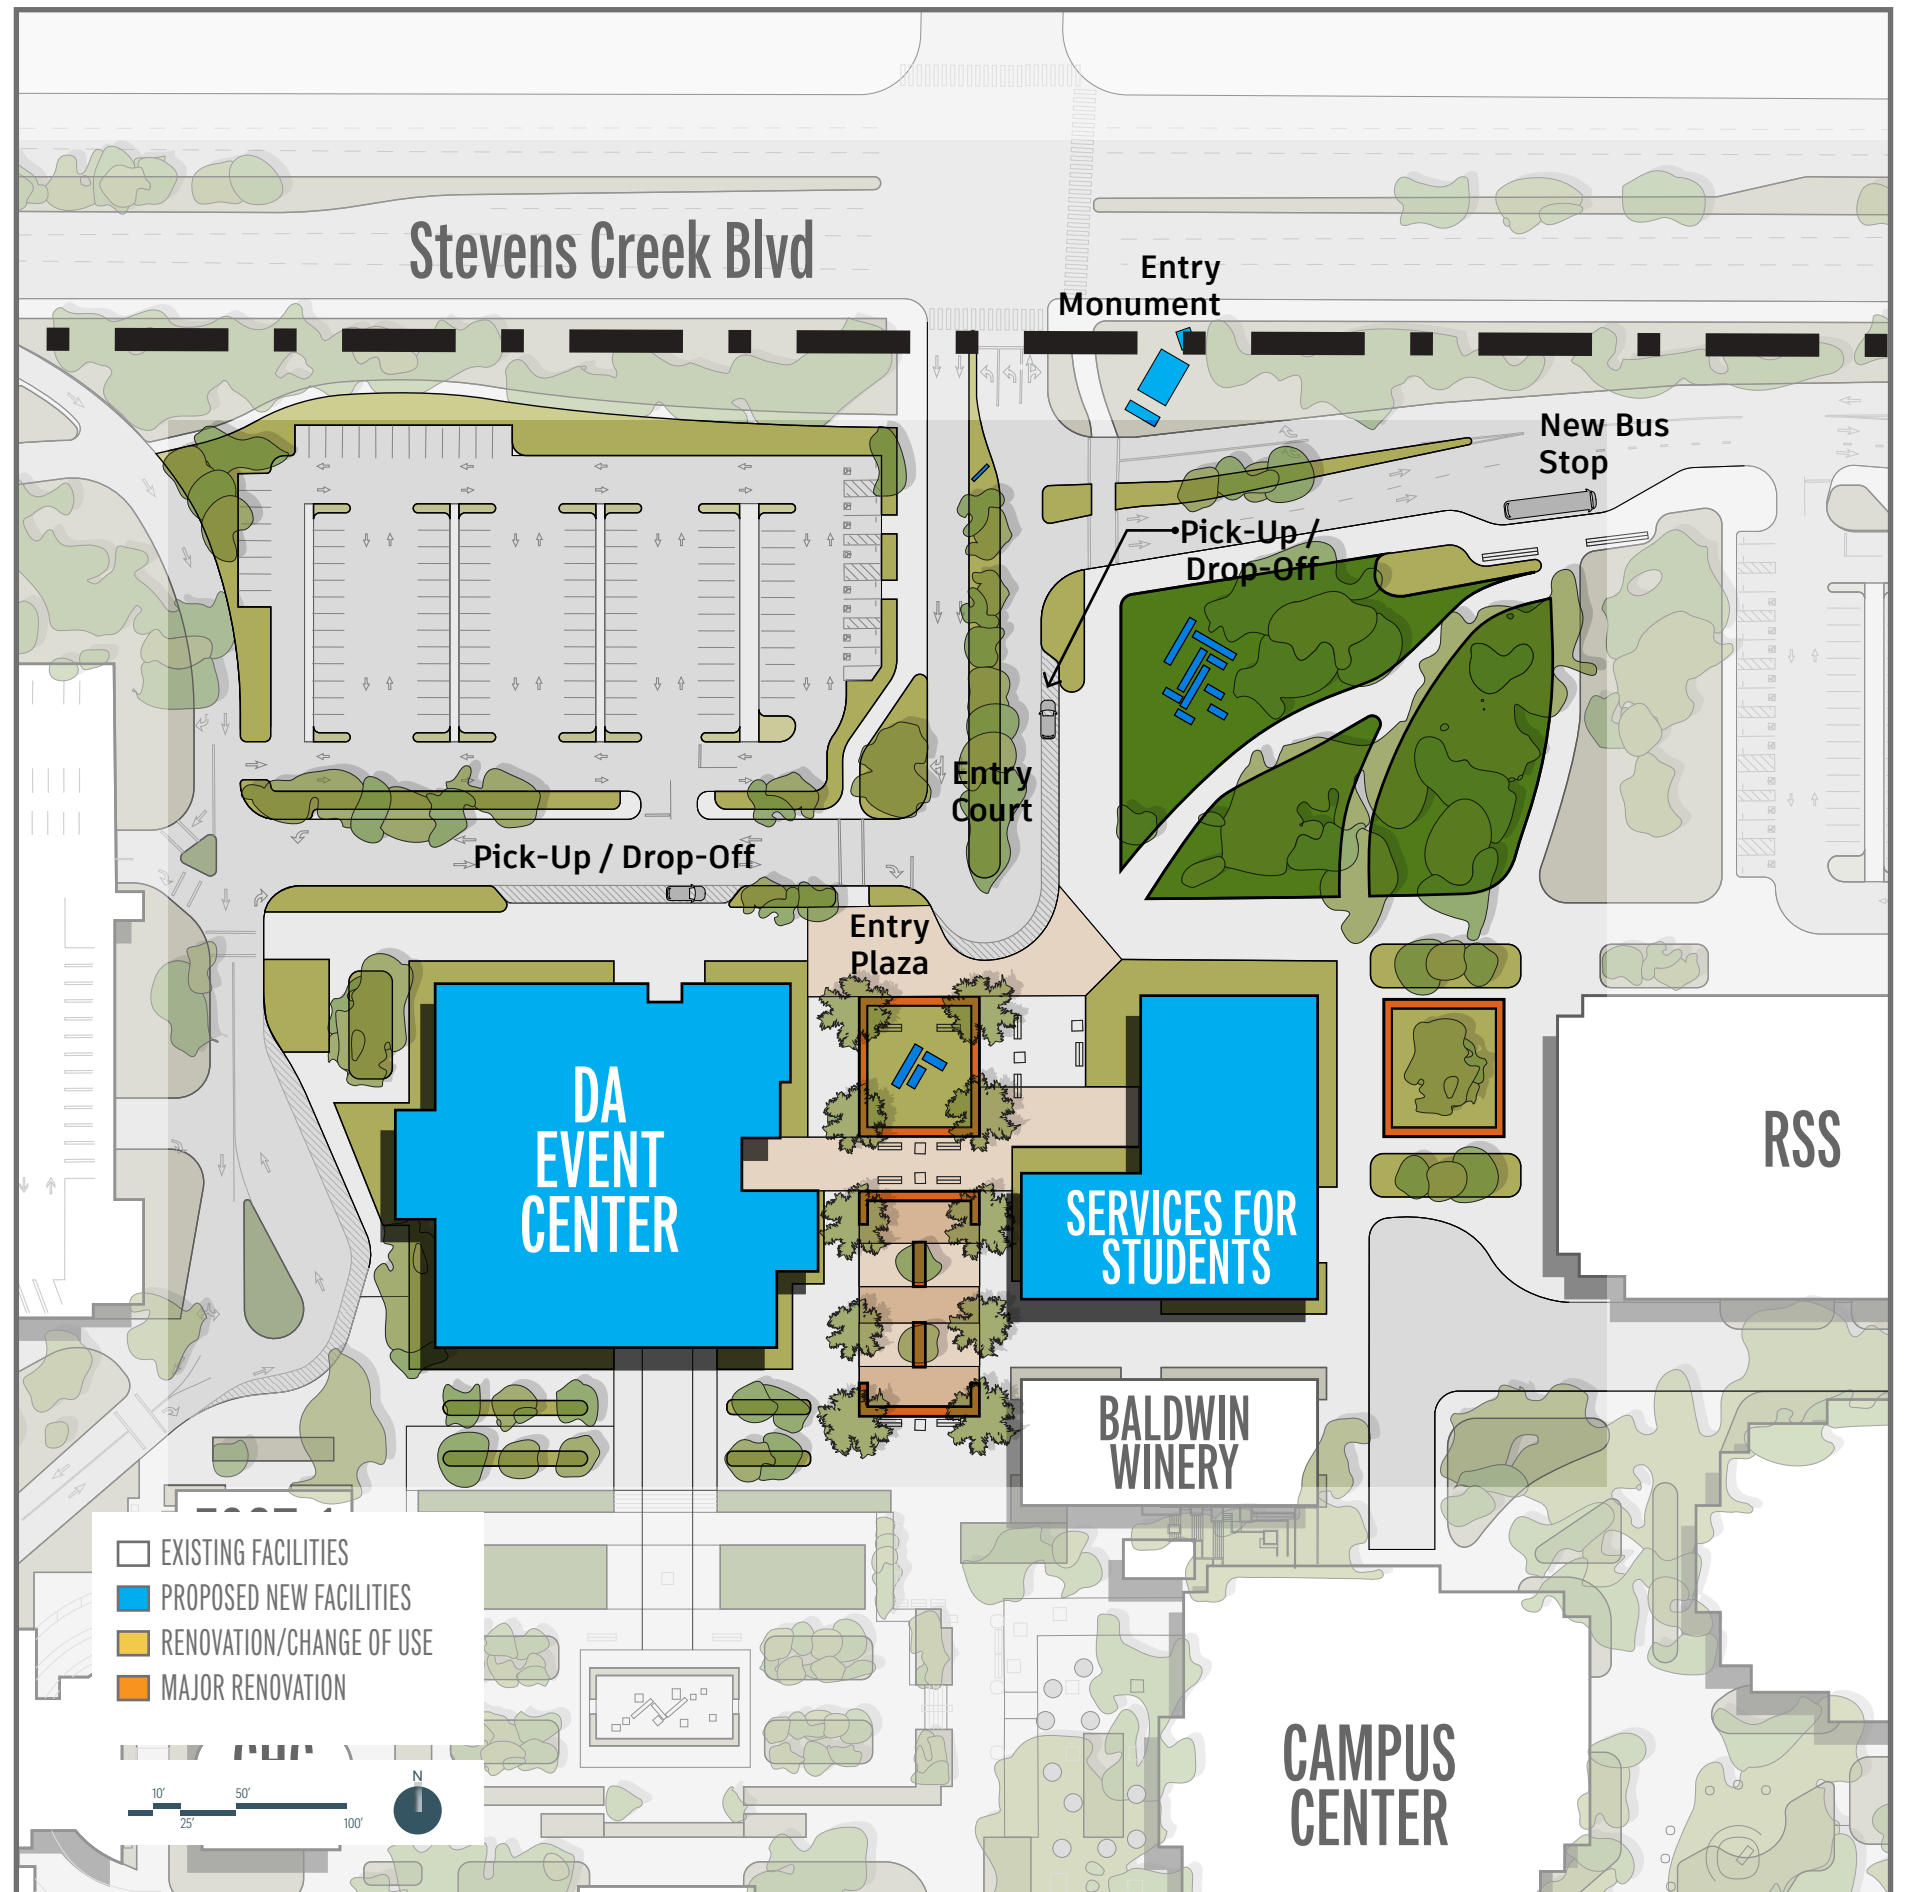 Stevens Creek Blvd
Entry
Monument
New Bus
Stop
Pick-Up /
Drop-Off
Entry
Court
Pick-Up / Drop-Off
Entry
Plaza
DA
EVENT
CENTER
SERVICES FOR
STUDENTS
RSS
BALDWIN
WINERY
CAMPUS
CENTER
EXISTING FACILITIES
PROPOSED NEW FACILITIES
RENOVATION/CHANGE OF USE
MAJOR RENOVATION
10'
50'
25'
100'
N